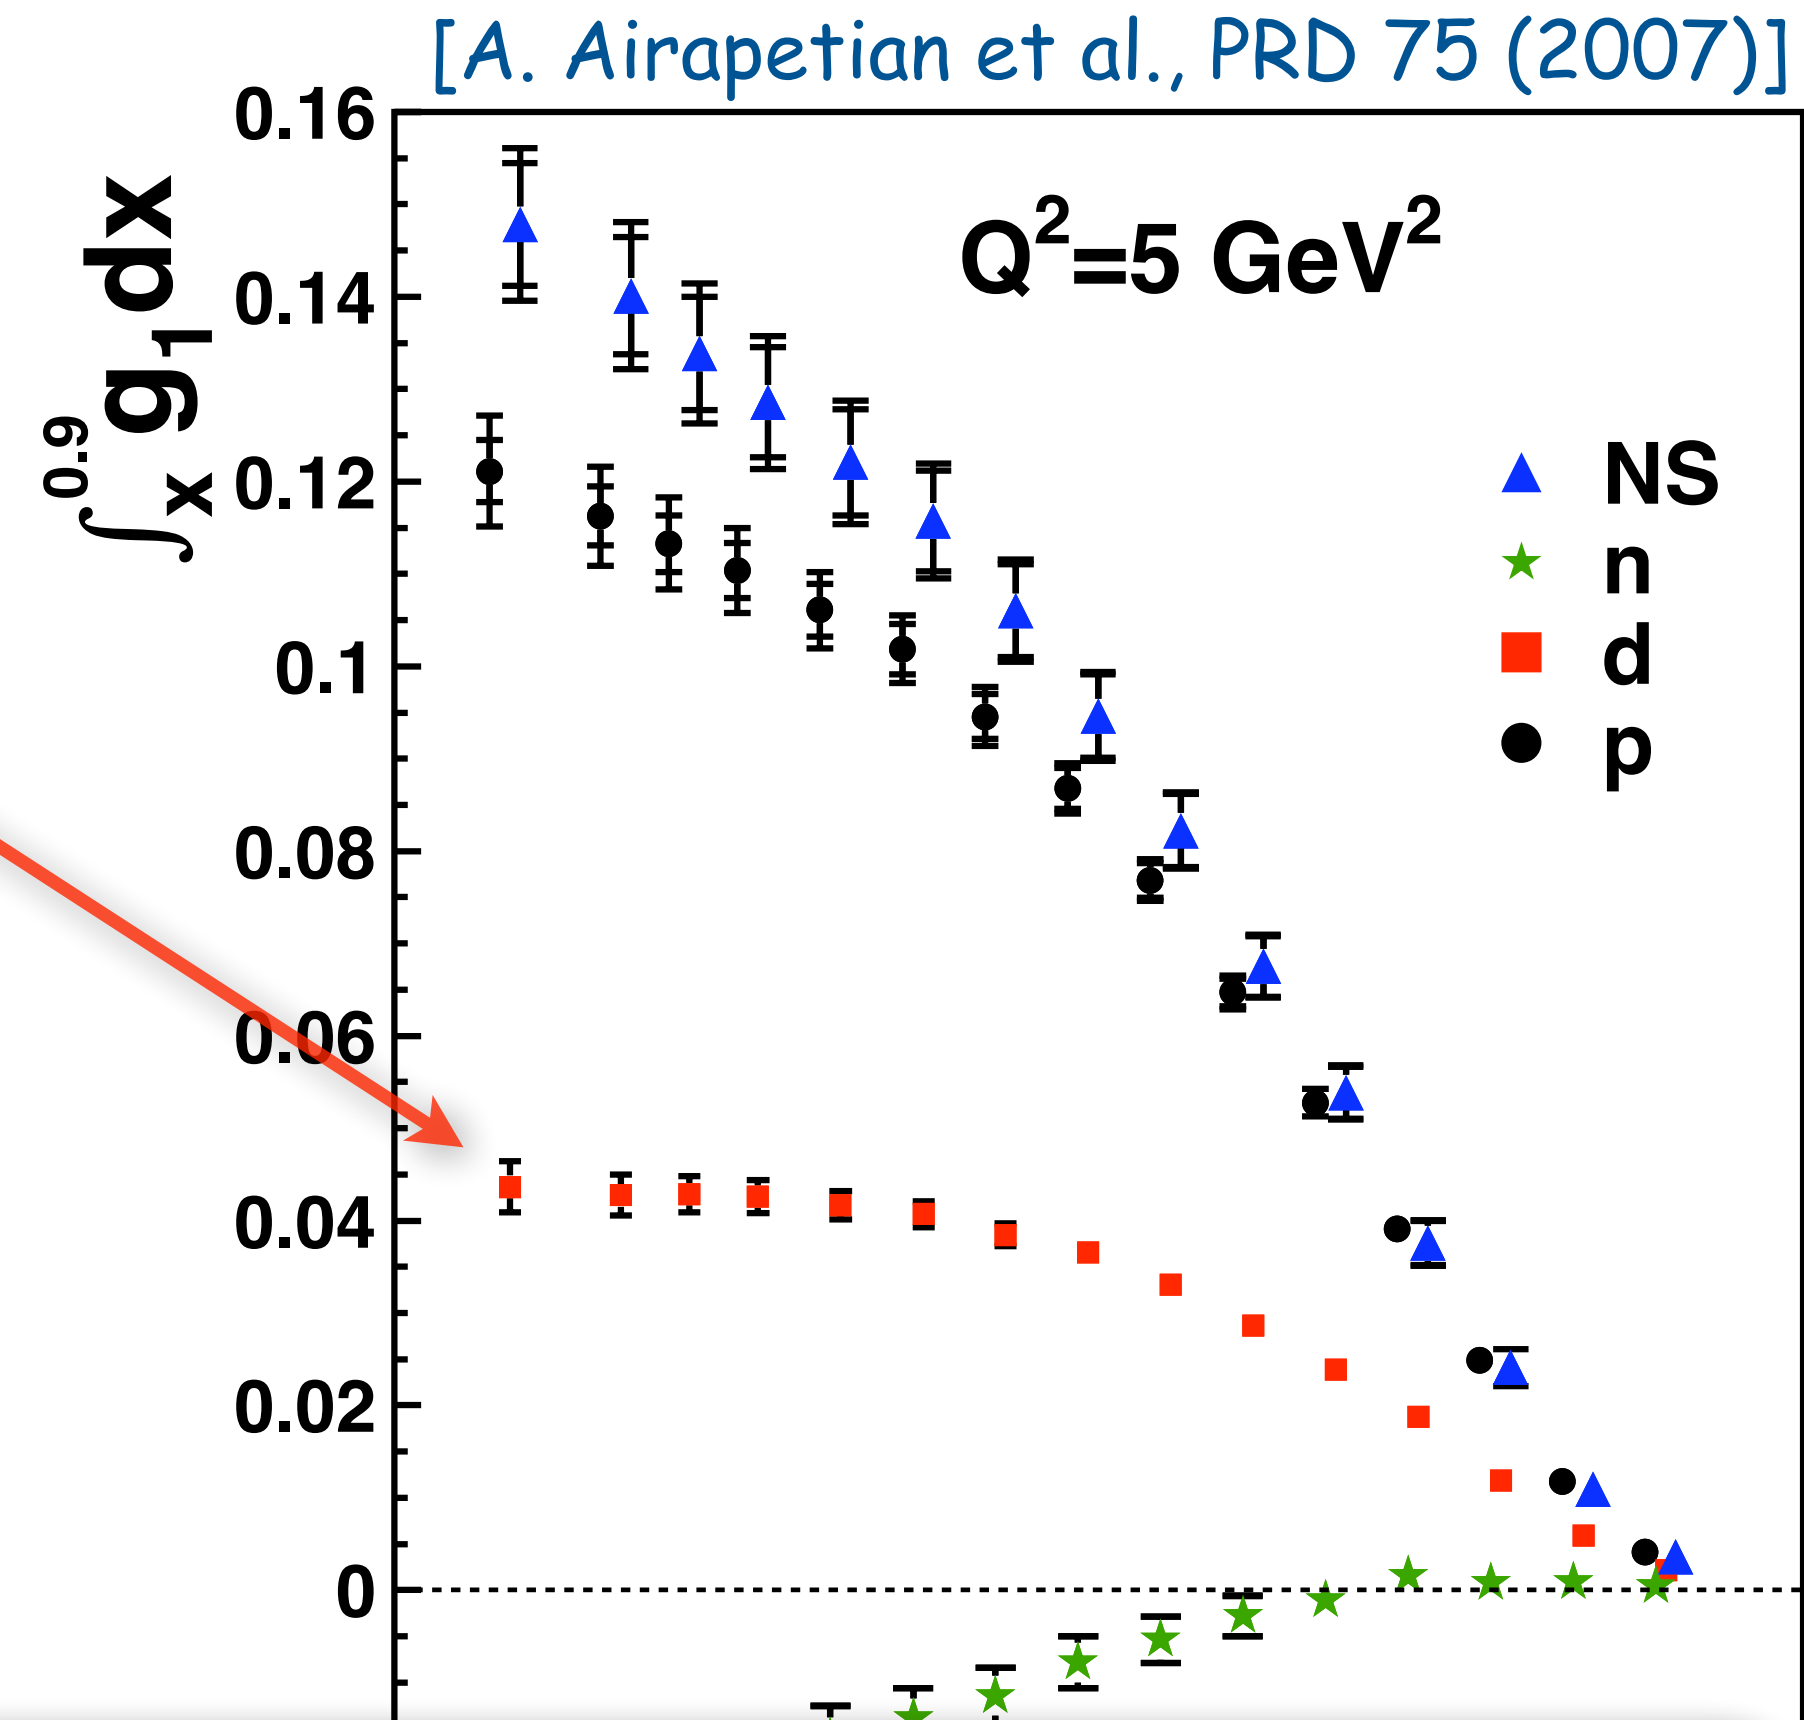 [A. Airapetian et al., PRD 75 (2007)]
∫ₓ⁰·⁹ g₁dx
Q²=5 GeV²
0.16
0.14
0.12
0.1
0.08
0.06
0.04
0.02
0
NS
n
d
p